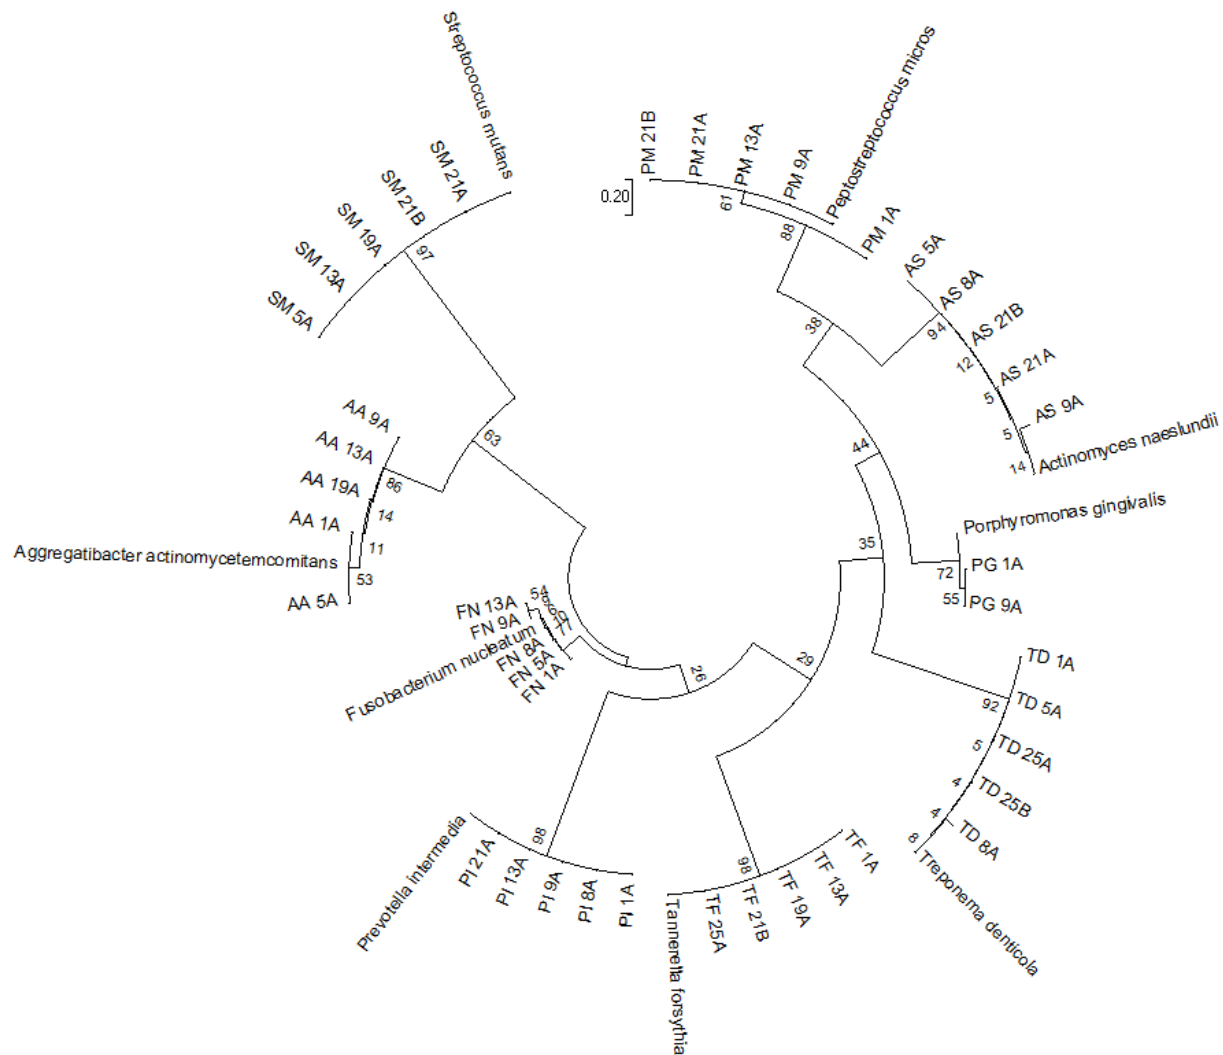 Streptococcus mutans
SM 21A
SM 21B
SM 19A
SM 13A
SM 5A
97
0.20
PM 21B
PM 21A
PM 13A
PM 9A
Peptostreptococcus micros
PM 1A
61
88
38
AS 5A
AS 8A
AS 21B
AS 21A
AS 9A
Actinomyces naeslundii
94
12
5
5
14
44
Porphyromonas gingivalis
PG 1A
PG 9A
72
55
35
TD 1A
TD 5A
TD 25A
TD 25B
TD 8A
Treponema denticola
92
5
4
4
8
29
TF 1A
TF 13A
TF 19A
TF 21B
TF 25A
Tannerella forsythia
98
26
PI 1A
PI 8A
PI 9A
PI 13A
PI 21A
Prevotella intermedia
98
FN 1A
FN 5A
FN 8A
Fusobacterium nucleatum
FN 9A
FN 13A
54
77
AA 5A
Aggregatibacter actinomycetemcomitans
AA 1A
AA 19A
AA 13A
AA 9A
53
11
14
86
63